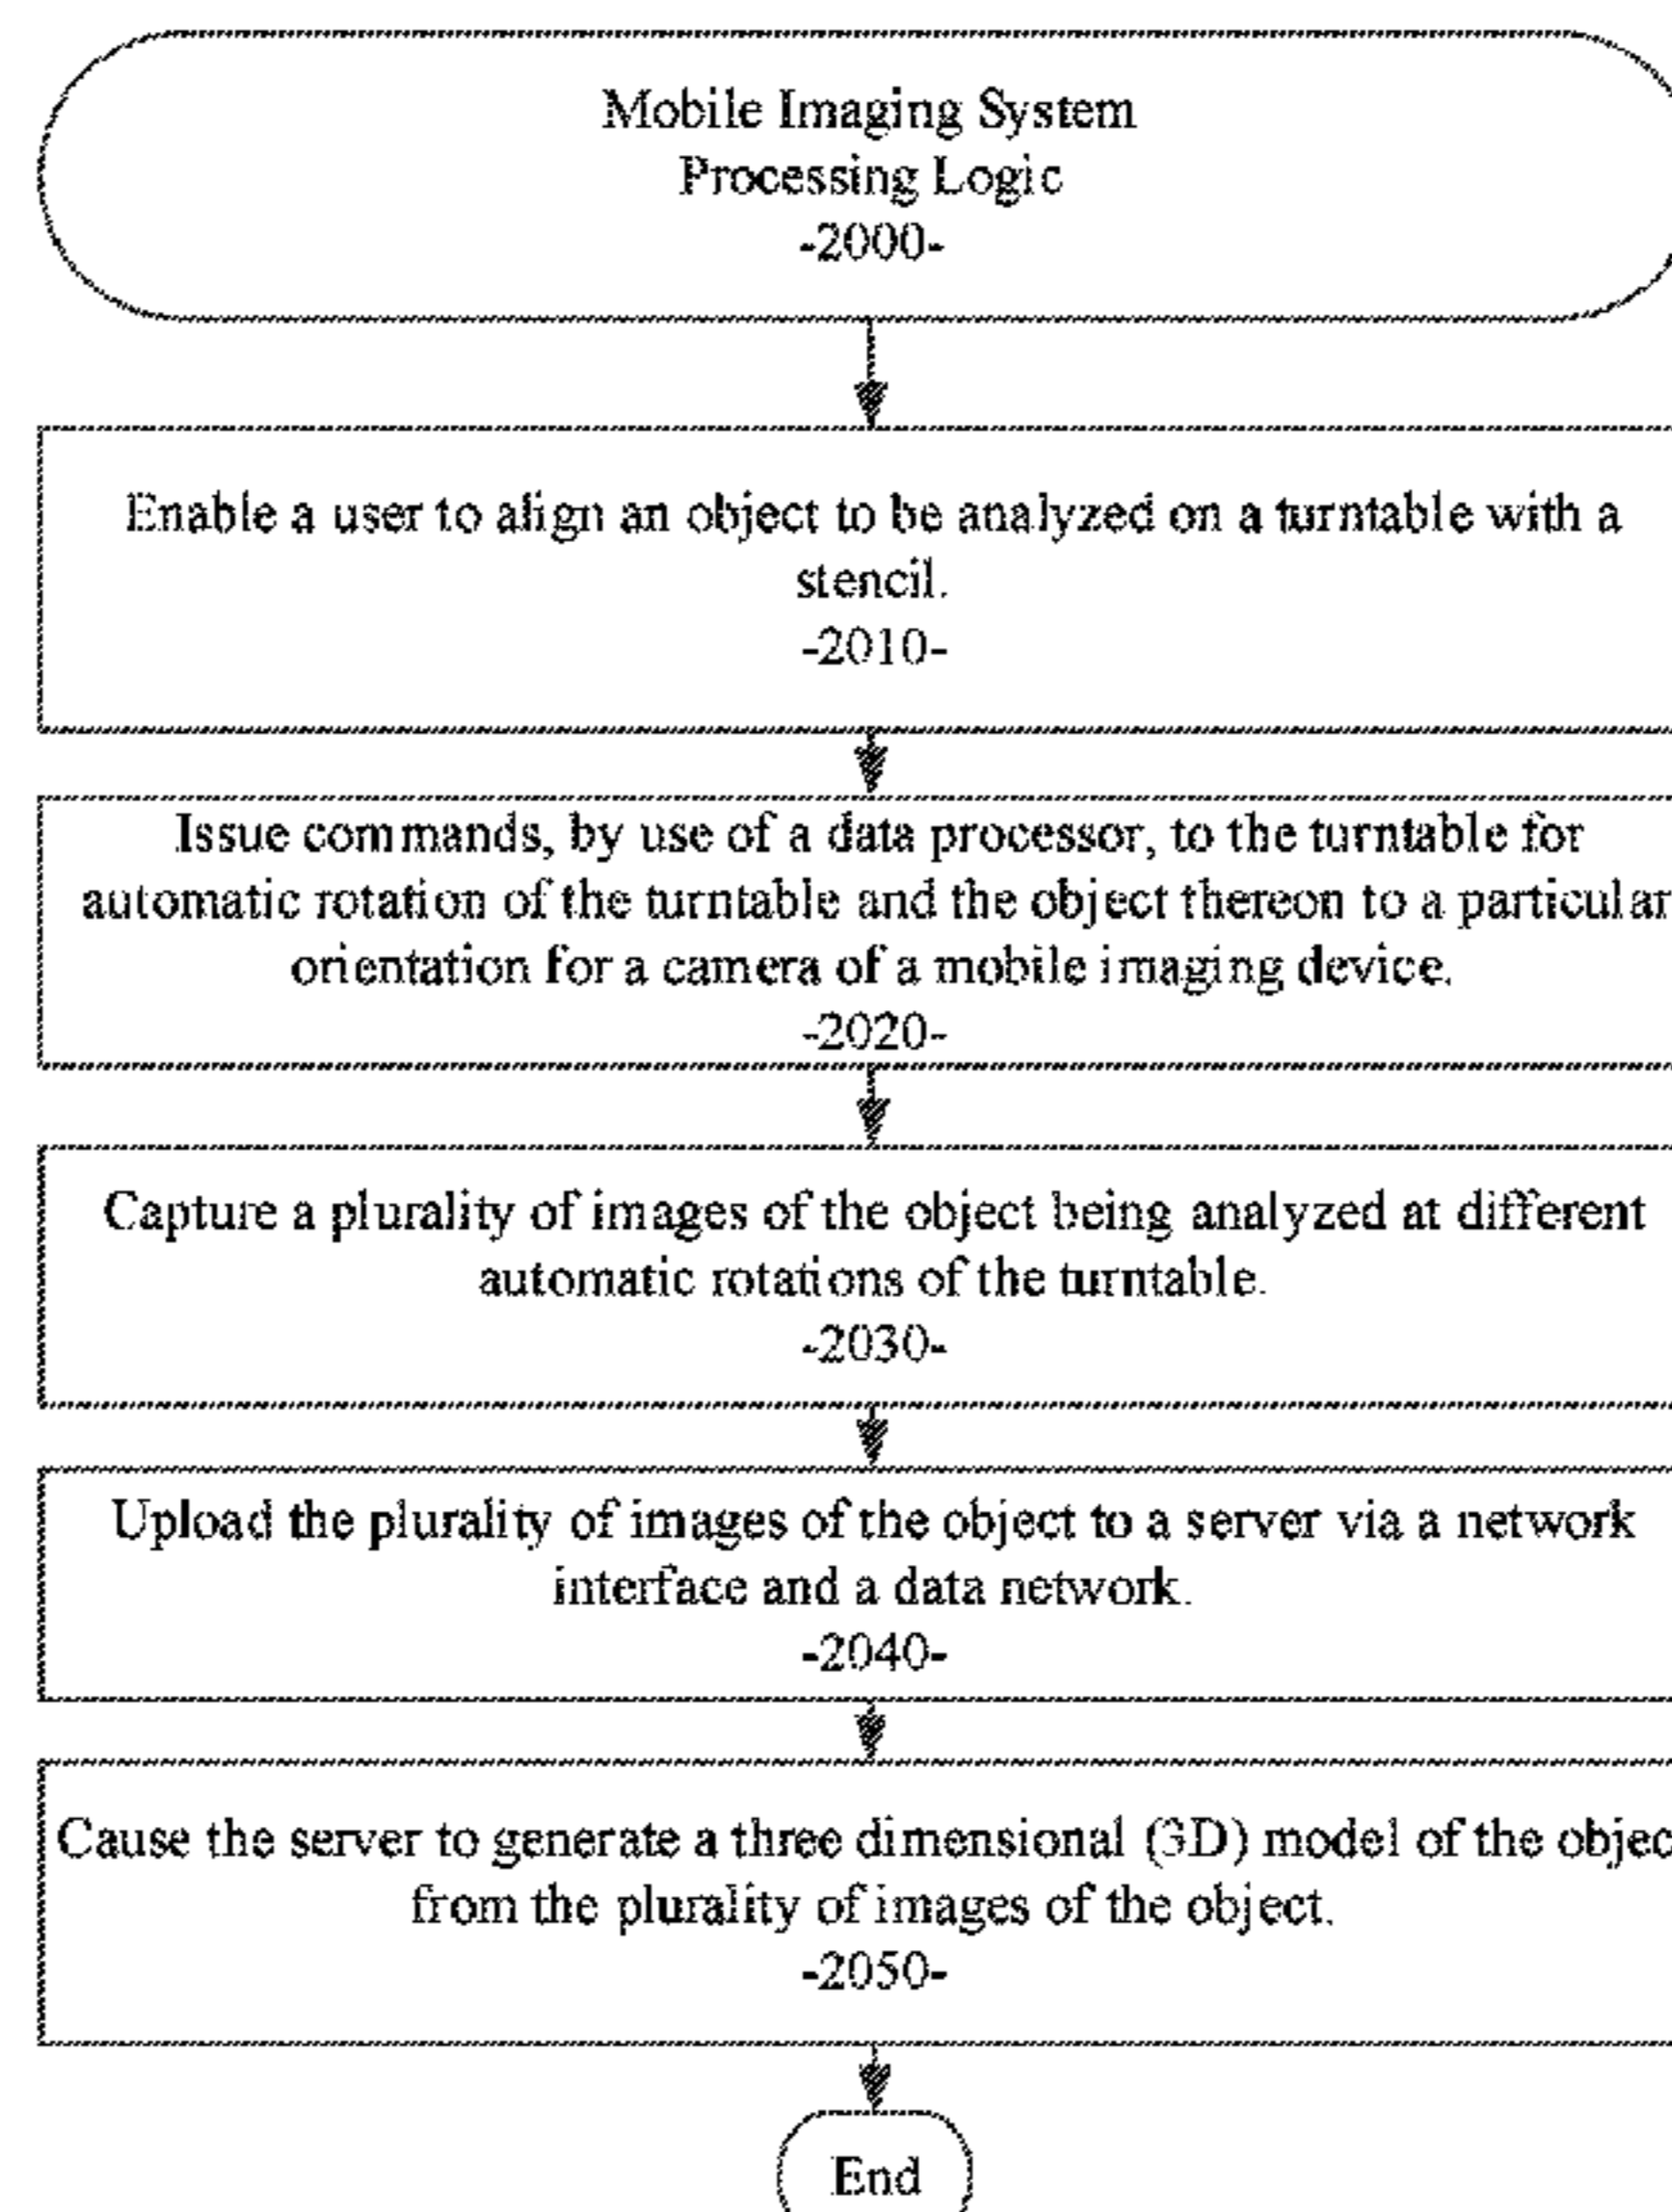 Mobile Imaging System
Processing Logic
-2000-
Enable a user to align an object to be analyzed on a turntable with a
stencil.
-2010-
Issue commands, by use of a data processor, to the turntable for
automatic rotation of the turntable and the object thereon to a particular
orientation for a camera of a mobile imaging device.
-2020-
Capture a plurality of images of the object being analyzed at different
automatic rotations of the turntable.
-2030-
Upload the plurality of images of the object to a server via a network
interface and a data network.
-2040-
Cause the server to generate a three dimensional (3D) model of the objec
from the plurality of images of the object.
-2050-
End